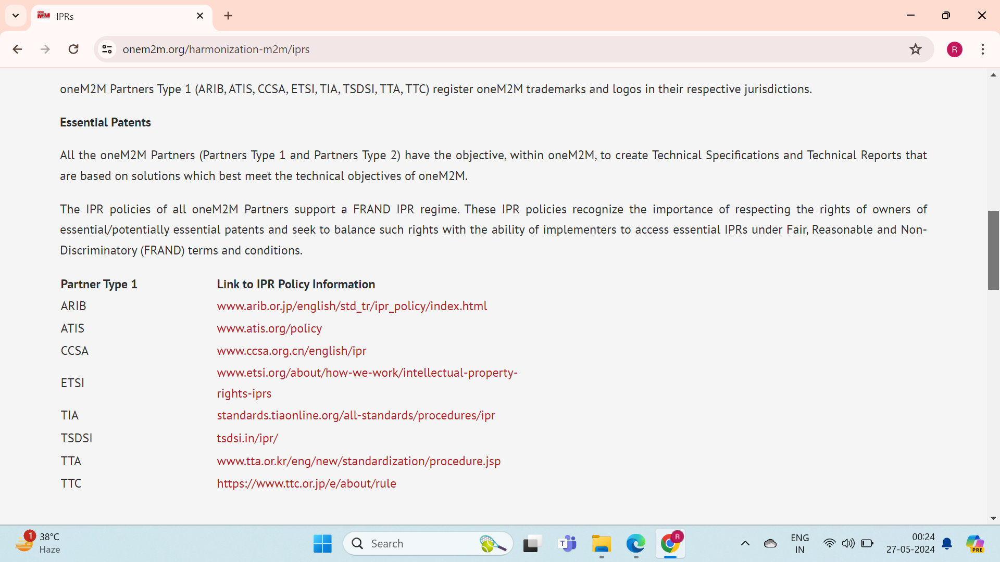 IPRs
onem2m.org/harmonization-m2m/iprs
R
oneM2M Partners Type 1 (ARIB, ATIS, CCSA, ETSI, TIA, TSDSI, TTA, TTC) register oneM2M trademarks and logos in their respective jurisdictions.
Essential Patents
All the oneM2M Partners (Partners Type 1 and Partners Type 2) have the objective, within oneM2M, to create Technical Specifications and Technical Reports that
are based on solutions which best meet the technical objectives of oneM2M.
The IPR policies of all oneM2M Partners support a FRAND IPR regime. These IPR policies recognize the importance of respecting the rights of owners of
essential/potentially essential patents and seek to balance such rights with the ability of implementers to access essential IPRs under Fair, Reasonable and Non-
Discriminatory (FRAND) terms and conditions.
Partner Type 1 Link to IPR Policy Information
ARIB www.arib.or.jp/english/std_tr/ipr_policy/index.html
ATIS www.atis.org/policy
CCSA www.ccsa.org.cn/english/ipr
ETSI www.etsi.org/about/how-we-work/intellectual-property-
rights-iprs
TIA standards.tiaonline.org/all-standards/procedures/ipr
TSDSI tsdsi.in/ipr/
TTA www.tta.or.kr/eng/new/standardization/procedure.jsp
TTC https://www.ttc.or.jp/e/about/rule
1
38°C
Haze
Search
T
R
ENG
IN
00:24
27-05-2024
PRE